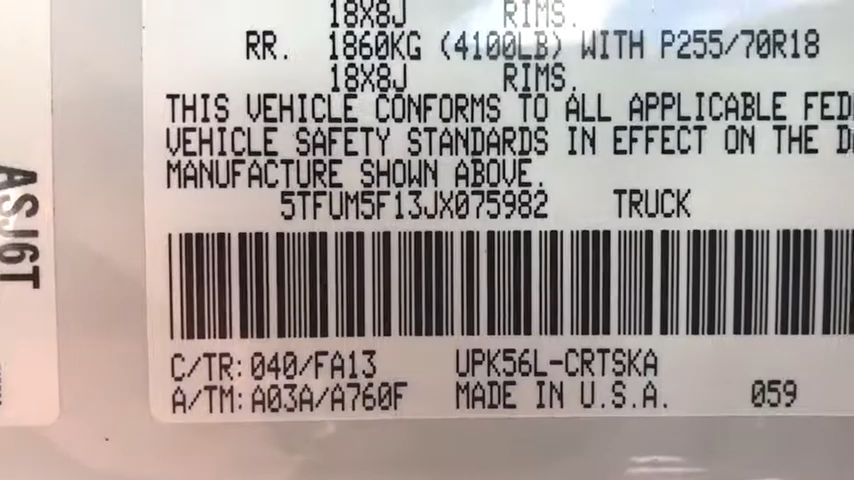 18X8J RIMS.
RR. 1860KG (4100LB) WITH P255/70R18
18X8J RIMS.
THIS VEHICLE CONFORMS TO ALL APPLICABLE FED
VEHICLE SAFETY STANDARDS IN EFFECT ON THE D
MANUFACTURE SHOWN ABOVE.
5TFUM5F13JX075982 TRUCK
C/TR: 040/FA13 UPK56L-CRTSKA
A/TM: A03A/A760F MADE IN U.S.A. 059
ASJ6T